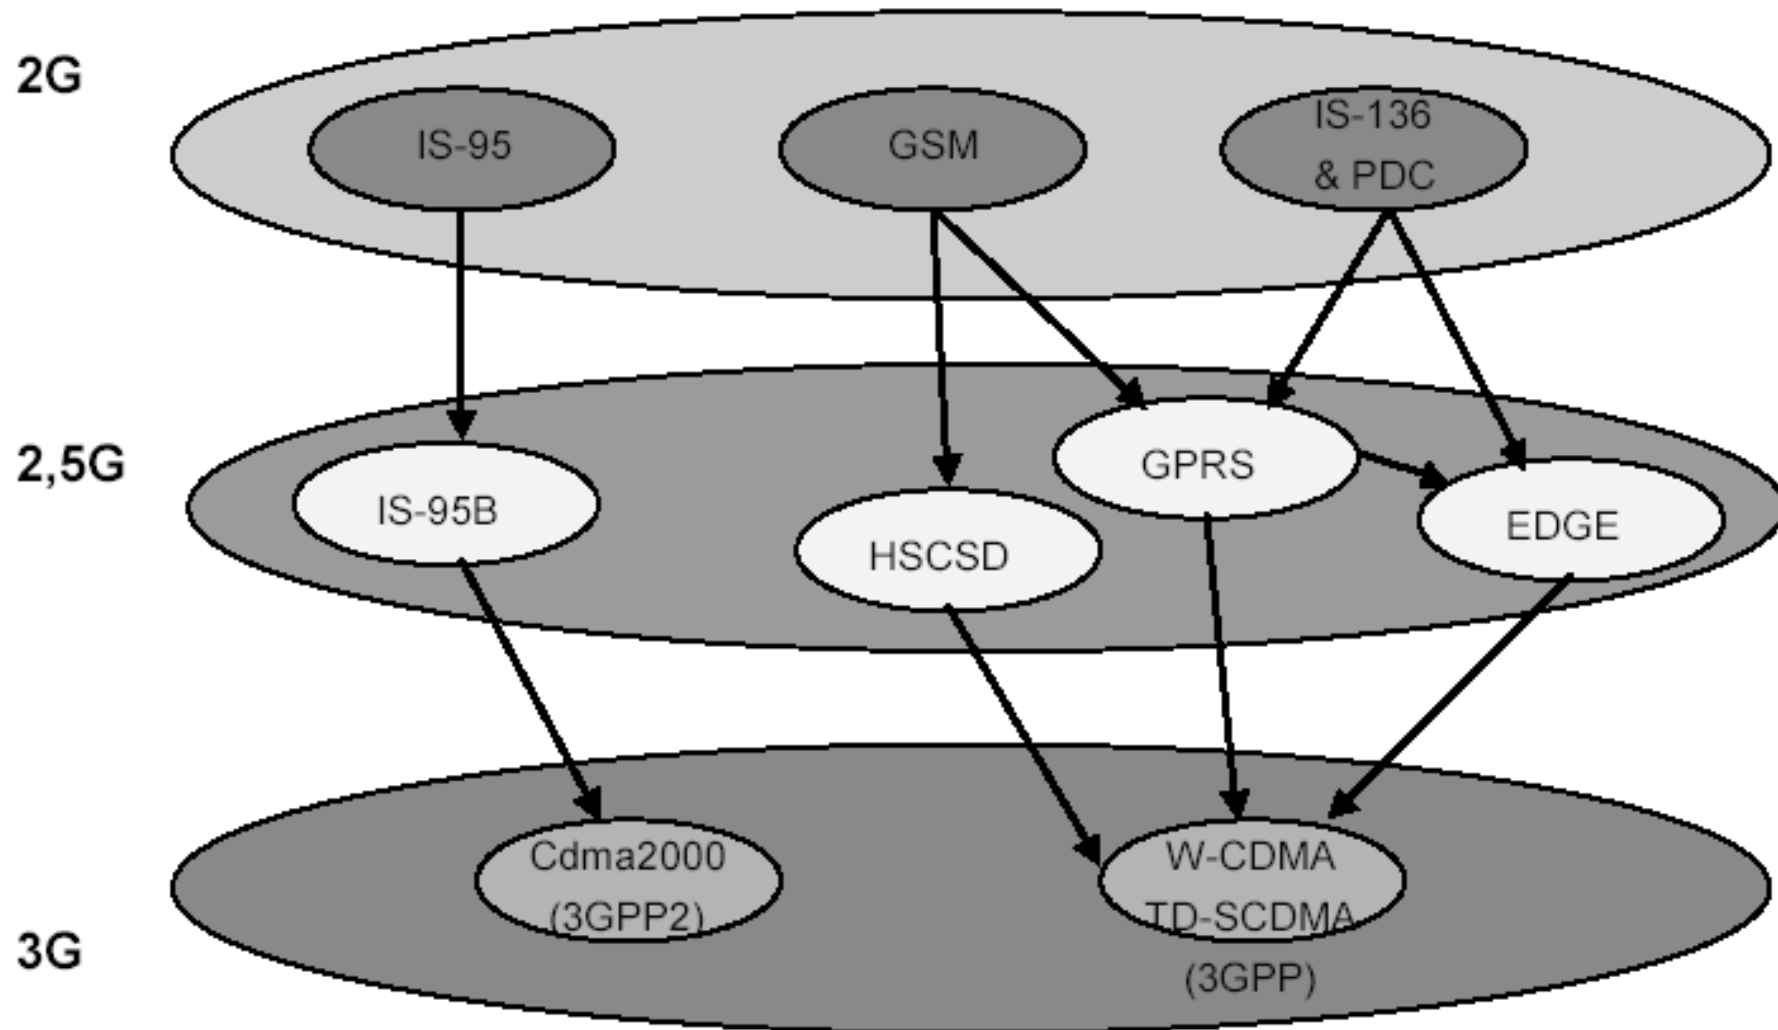 2G
IS-95
GSM
IS-136
& PDC
2,5G
IS-95B
HSCSD
GPRS
EDGE
3G
Cdma2000
(3GPP2)
W-CDMA
TD-SCDMA
(3GPP)